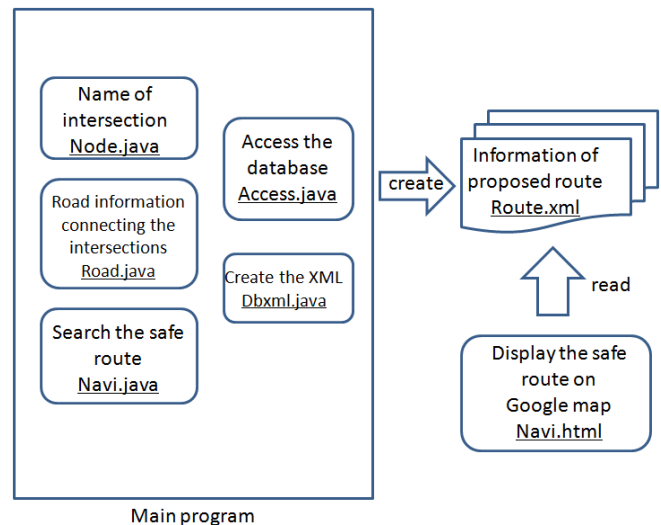 Name of
intersection
Node.java
Road information
connecting the
intersections
Road.java
Search the safe
route
Navi.java
Access the
database
Access.java
Create the XML
Dbxml.java
Main program
create
Information of
proposed route
Route.xml
read
Display the safe
route on
Google map
Navi.html